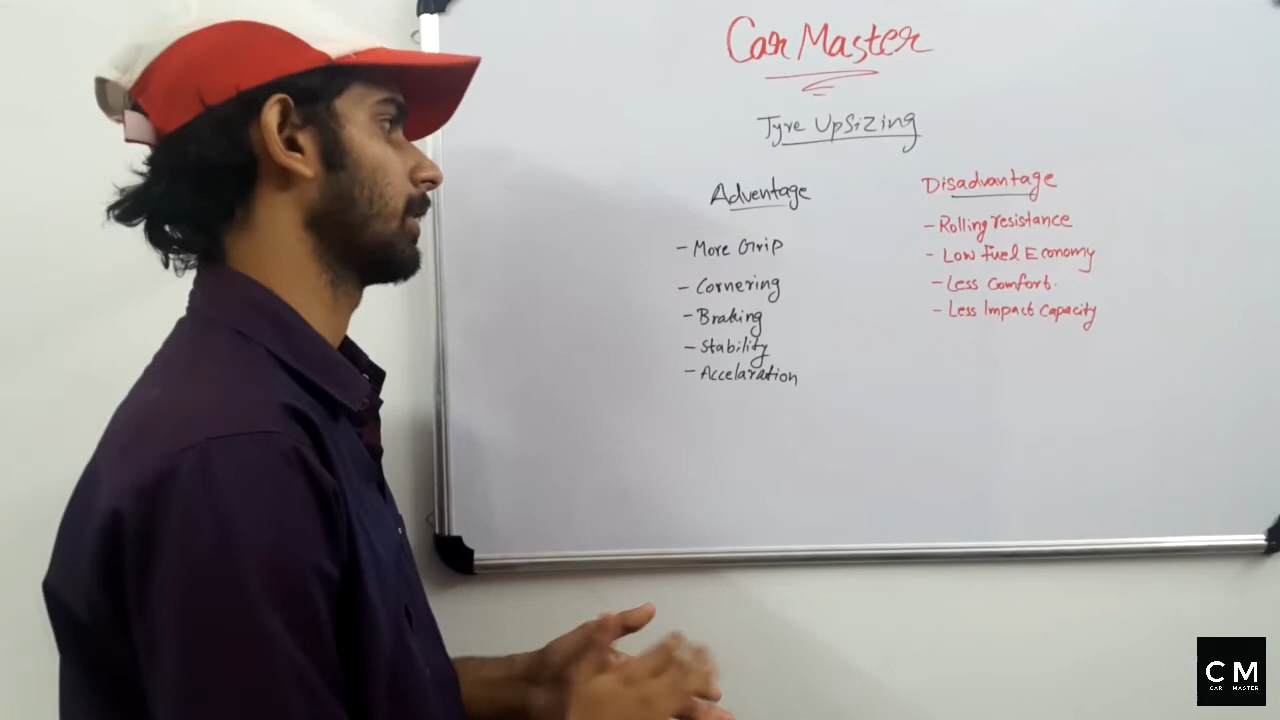 Car Master
Tyre UpSizing
Adventage
- More Grip
- Cornering
- Braking
- Stability
- Accelaration
Disadvantage
- Rolling resistance
- Low Fuel Economy
- Less Comfort.
- Less Impact Capacity
CM
CAR MASTER